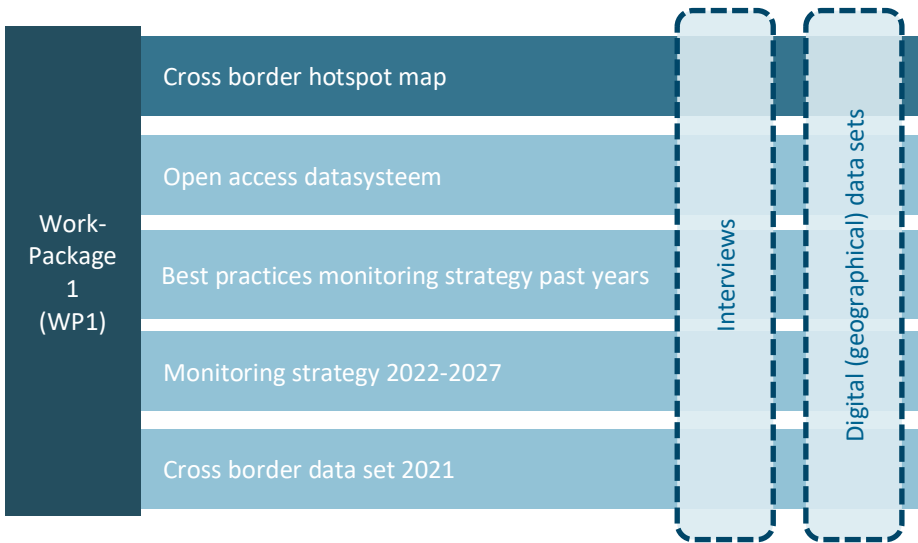 Work-
Package
1
(WP1)
Cross border hotspot map
Open access datasysteem
Best practices monitoring strategy past years
Monitoring strategy 2022-2027
Cross border data set 2021
Interviews
Digital (geographical) data sets